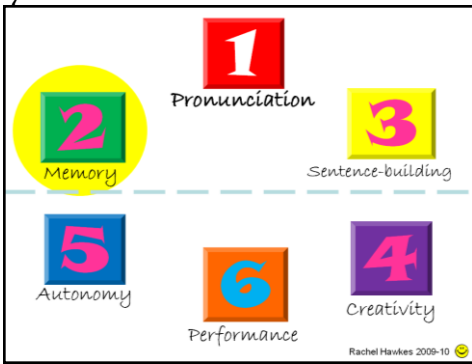 1
Pronunciation
2
Memory
3
Sentence-building
5
Autonomy
6
Performance
4
Creativity
Rachel Hawkes 2009-10